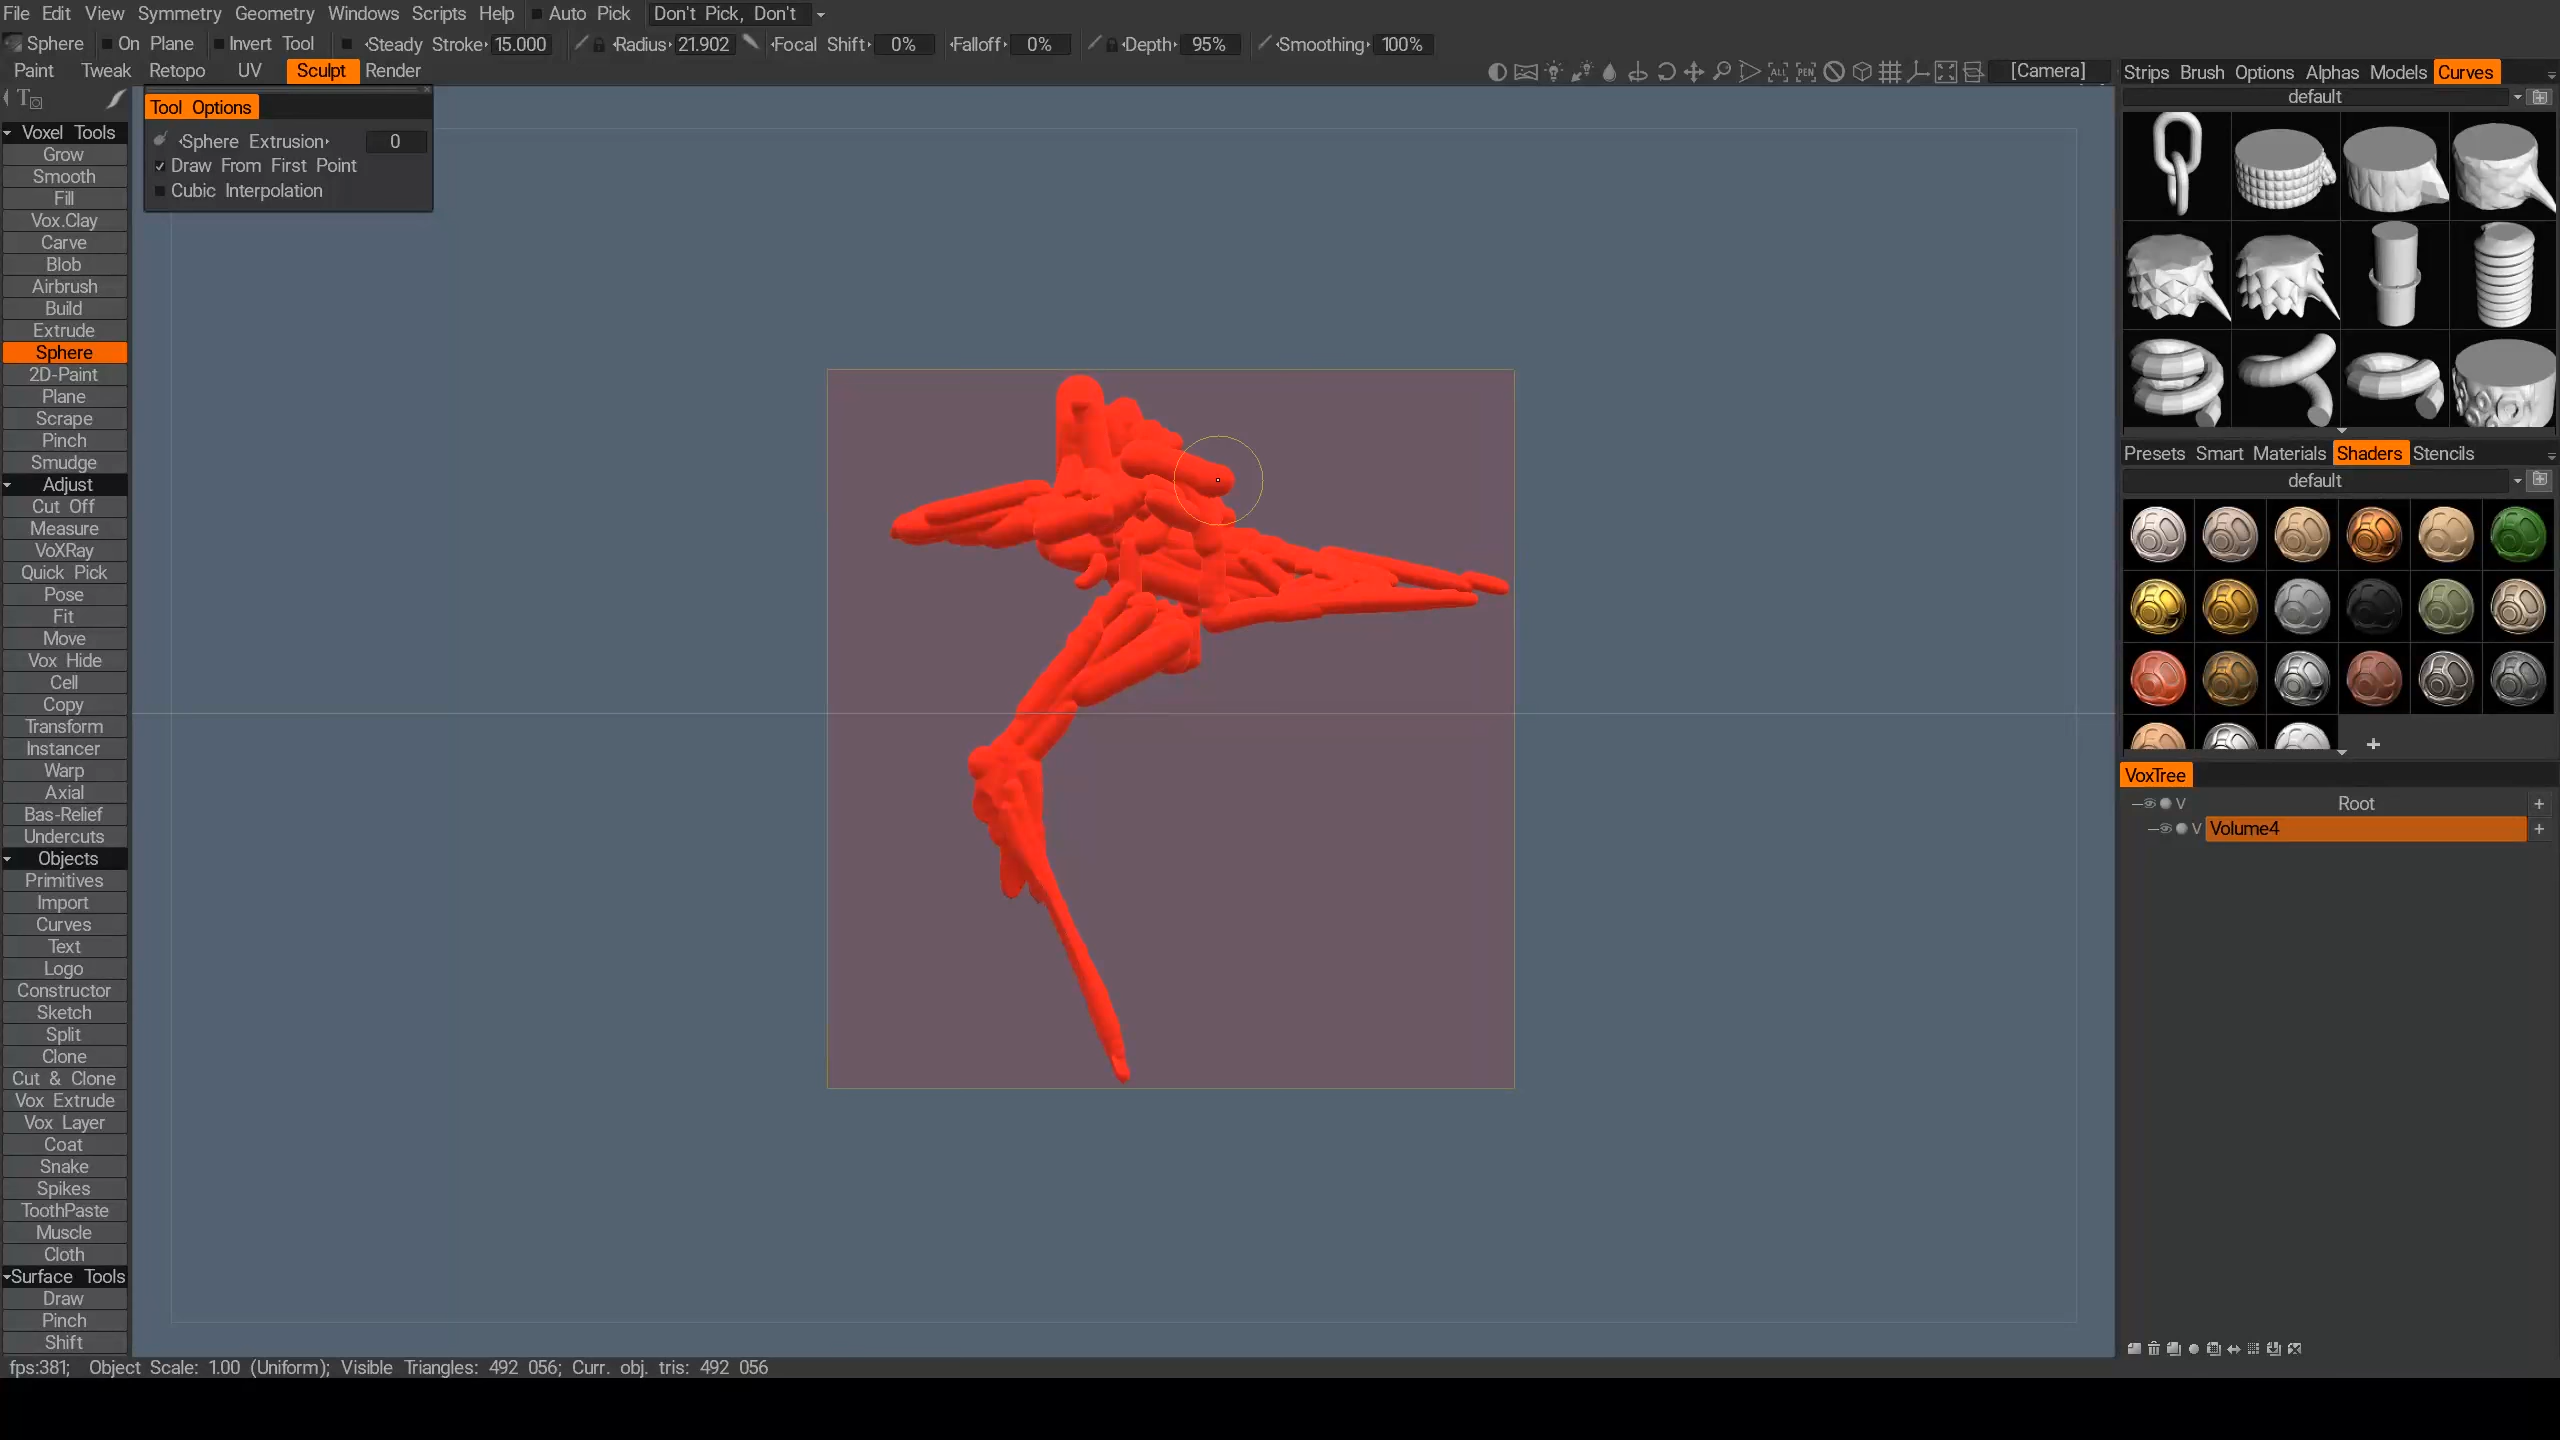 File Edit View Symmetry Geometry Windows Scripts Help Auto Pick Don't Pick, Don't
Sphere On Plane Invert Tool Steady Stroke 15.000 Radius 21.902 Focal Shift 0% Falloff 0% Depth 95% Smoothing 100%
Paint Tweak Retopo UV Sculpt Render ALL PEN [Camera]
Strips Brush Options Alphas Models Curves
default
Tool Options
Sphere Extrusion 0
Draw From First Point
Cubic Interpolation
Voxel Tools
Grow
Smooth
Fill
Vox.Clay
Carve
Blob
Airbrush
Build
Extrude
Sphere
2D-Paint
Plane
Scrape
Pinch
Smudge
Adjust
Cut Off
Measure
VoXRay
Quick Pick
Pose
Fit
Move
Vox Hide
Cell
Copy
Transform
Instancer
Warp
Axial
Bas-Relief
Undercuts
Objects
Primitives
Import
Curves
Text
Logo
Constructor
Sketch
Split
Clone
Cut & Clone
Vox Extrude
Vox Layer
Coat
Snake
Spikes
ToothPaste
Muscle
Cloth
Surface Tools
Draw
Pinch
Shift
Presets Smart Materials Shaders Stencils
default
VoxTree
V Root +
V Volume4 +
fps:381; Object Scale: 1.00 (Uniform); Visible Triangles: 492 056; Curr. obj. tris: 492 056